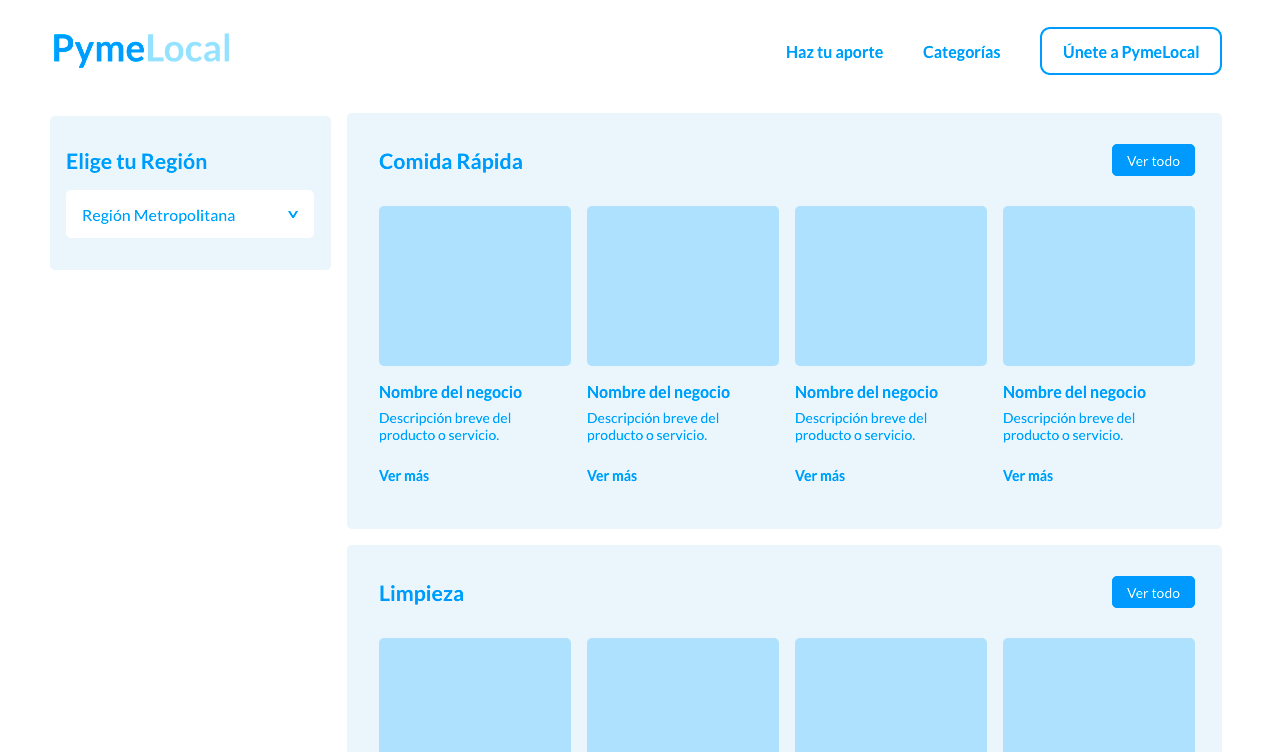 PymeLocal
Haz tu aporte
Categorías
Únete a PymeLocal
Elige tu Región
Región Metropolitana
Comida Rápida
Ver todo
Nombre del negocio
Descripción breve del
producto o servicio.
Ver más
Nombre del negocio
Descripción breve del
producto o servicio.
Ver más
Nombre del negocio
Descripción breve del
producto o servicio.
Ver más
Nombre del negocio
Descripción breve del
producto o servicio.
Ver más
Limpieza
Ver todo